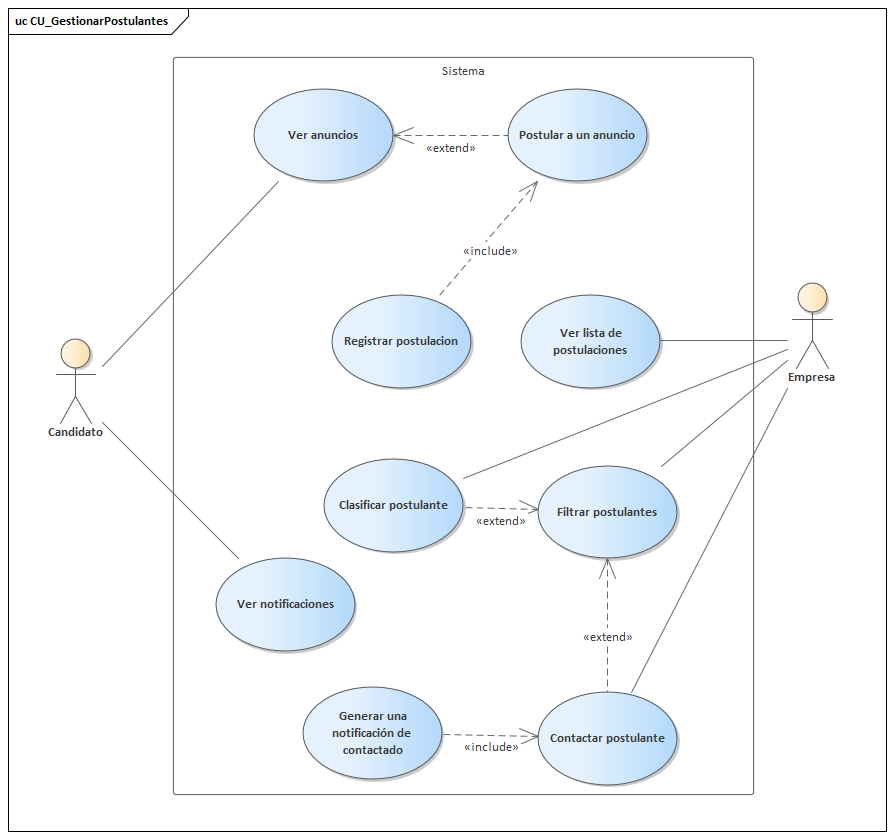 uc CU_GestionarPostulantes
Sistema
Ver anuncios
Postular a un anuncio
«extend»
«include»
Registrar postulacion
Ver lista de
postulaciones
Empresa
Candidato
Clasificar postulante
Filtrar postulantes
«extend»
Ver notificaciones
«extend»
Generar una
notificación de
contactado
Contactar postulante
«include»